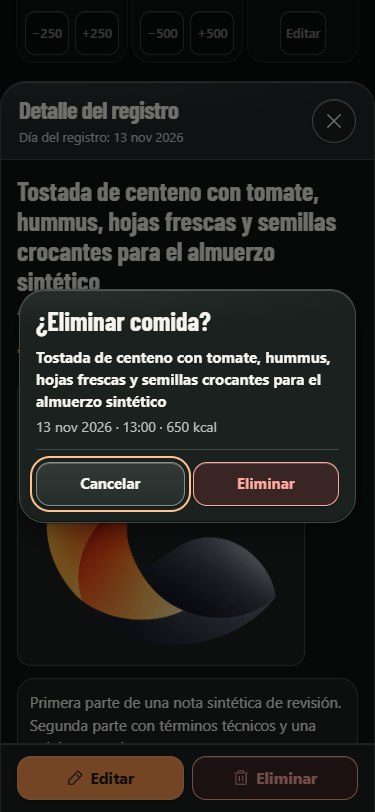 −250
+250
−500
+500
Editar
Detalle del registro
Día del registro: 13 nov 2026
Tostada de centeno con tomate,
hummus, hojas frescas y semillas
crocantes para el almuerzo
sintético
¿Eliminar comida?
Tostada de centeno con tomate, hummus,
hojas frescas y semillas crocantes para el
almuerzo sintético
13 nov 2026 · 13:00 · 650 kcal
Cancelar
Eliminar
Primera parte de una nota sintética de revisión.
Segunda parte con términos técnicos y una
Editar
Eliminar